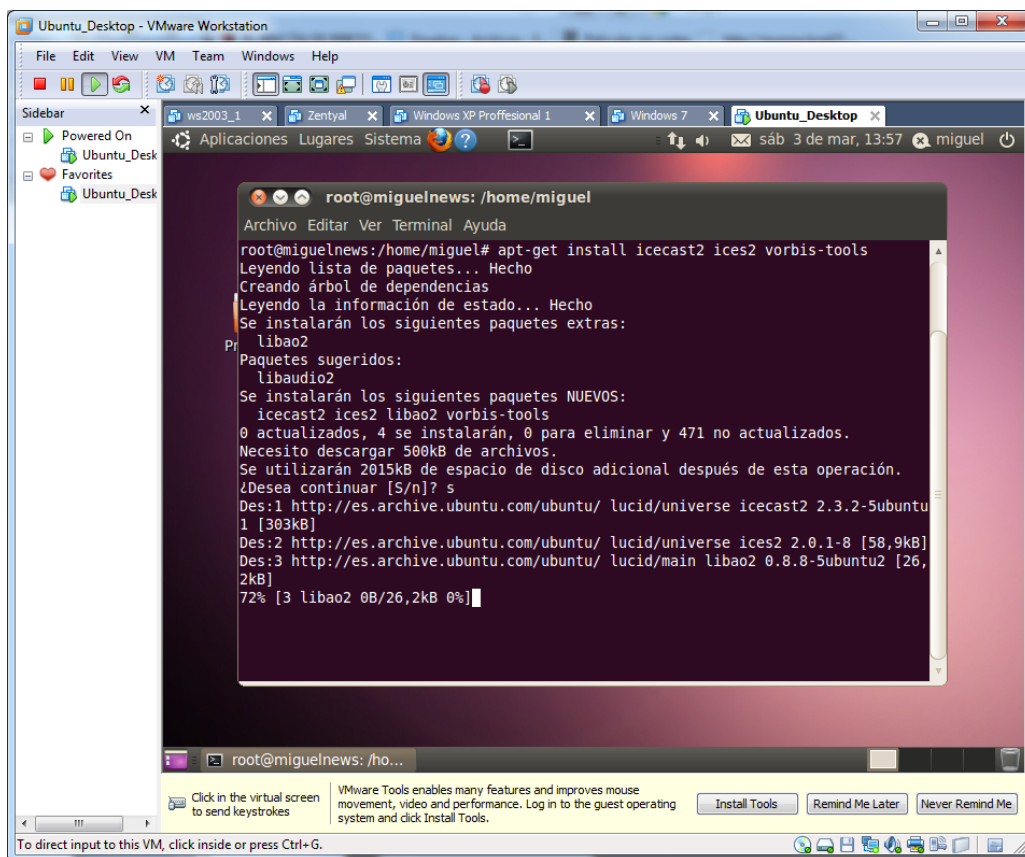 Ubuntu_Desktop - VMware Workstation
File Edit View VM Team Windows Help
Sidebar
Powered On
Ubuntu_Desk
Favorites
Ubuntu_Desk
ws2003_1 Zentyal Windows XP Proffesional 1 Windows 7 Ubuntu_Desktop
Aplicaciones Lugares Sistema sáb 3 de mar, 13:57 miguel
root@miguelnews: /home/miguel
Archivo Editar Ver Terminal Ayuda
root@miguelnews:/home/miguel# apt-get install icecast2 ices2 vorbis-tools
Leyendo lista de paquetes... Hecho
Creando árbol de dependencias
Leyendo la información de estado... Hecho
Se instalarán los siguientes paquetes extras:
libao2
Paquetes sugeridos:
libaudio2
Se instalarán los siguientes paquetes NUEVOS:
icecast2 ices2 libao2 vorbis-tools
0 actualizados, 4 se instalarán, 0 para eliminar y 471 no actualizados.
Necesito descargar 500kB de archivos.
Se utilizarán 2015kB de espacio de disco adicional después de esta operación.
¿Desea continuar [S/n]? s
Des:1 http://es.archive.ubuntu.com/ubuntu/ lucid/universe icecast2 2.3.2-5ubuntu
1 [303kB]
Des:2 http://es.archive.ubuntu.com/ubuntu/ lucid/universe ices2 2.0.1-8 [58,9kB]
Des:3 http://es.archive.ubuntu.com/ubuntu/ lucid/main libao2 0.8.8-5ubuntu2 [26,
2kB]
72% [3 libao2 0B/26,2kB 0%]
Pr
root@miguelnews: /ho...
Click in the virtual screen
to send keystrokes
VMware Tools enables many features and improves mouse
movement, video and performance. Log in to the guest operating
system and click Install Tools.
Install Tools Remind Me Later Never Remind Me
To direct input to this VM, click inside or press Ctrl+G.